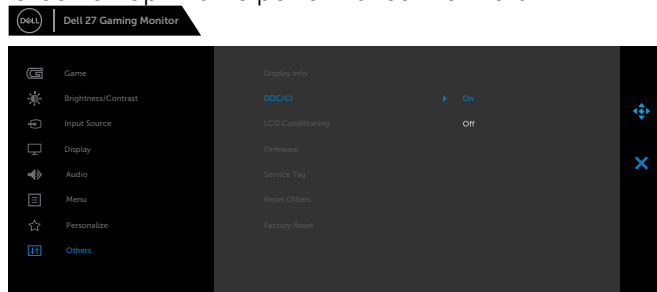 DELL Dell 27 Gaming Monitor
Game
Display Info
Brightness/Contrast
DDC/CI
On
Input Source
LCD Conditioning
Off
Display
Firmware
Audio
Service Tag
Menu
Reset Others
Personalize
Factory Reset
Others